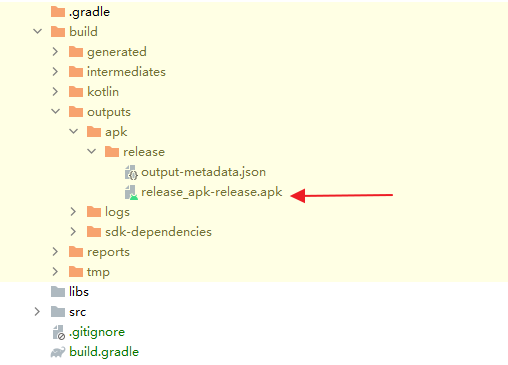 .gradle
build
generated
intermediates
kotlin
outputs
apk
release
output-metadata.json
release_apk-release.apk
logs
sdk-dependencies
reports
tmp
libs
src
.gitignore
build.gradle